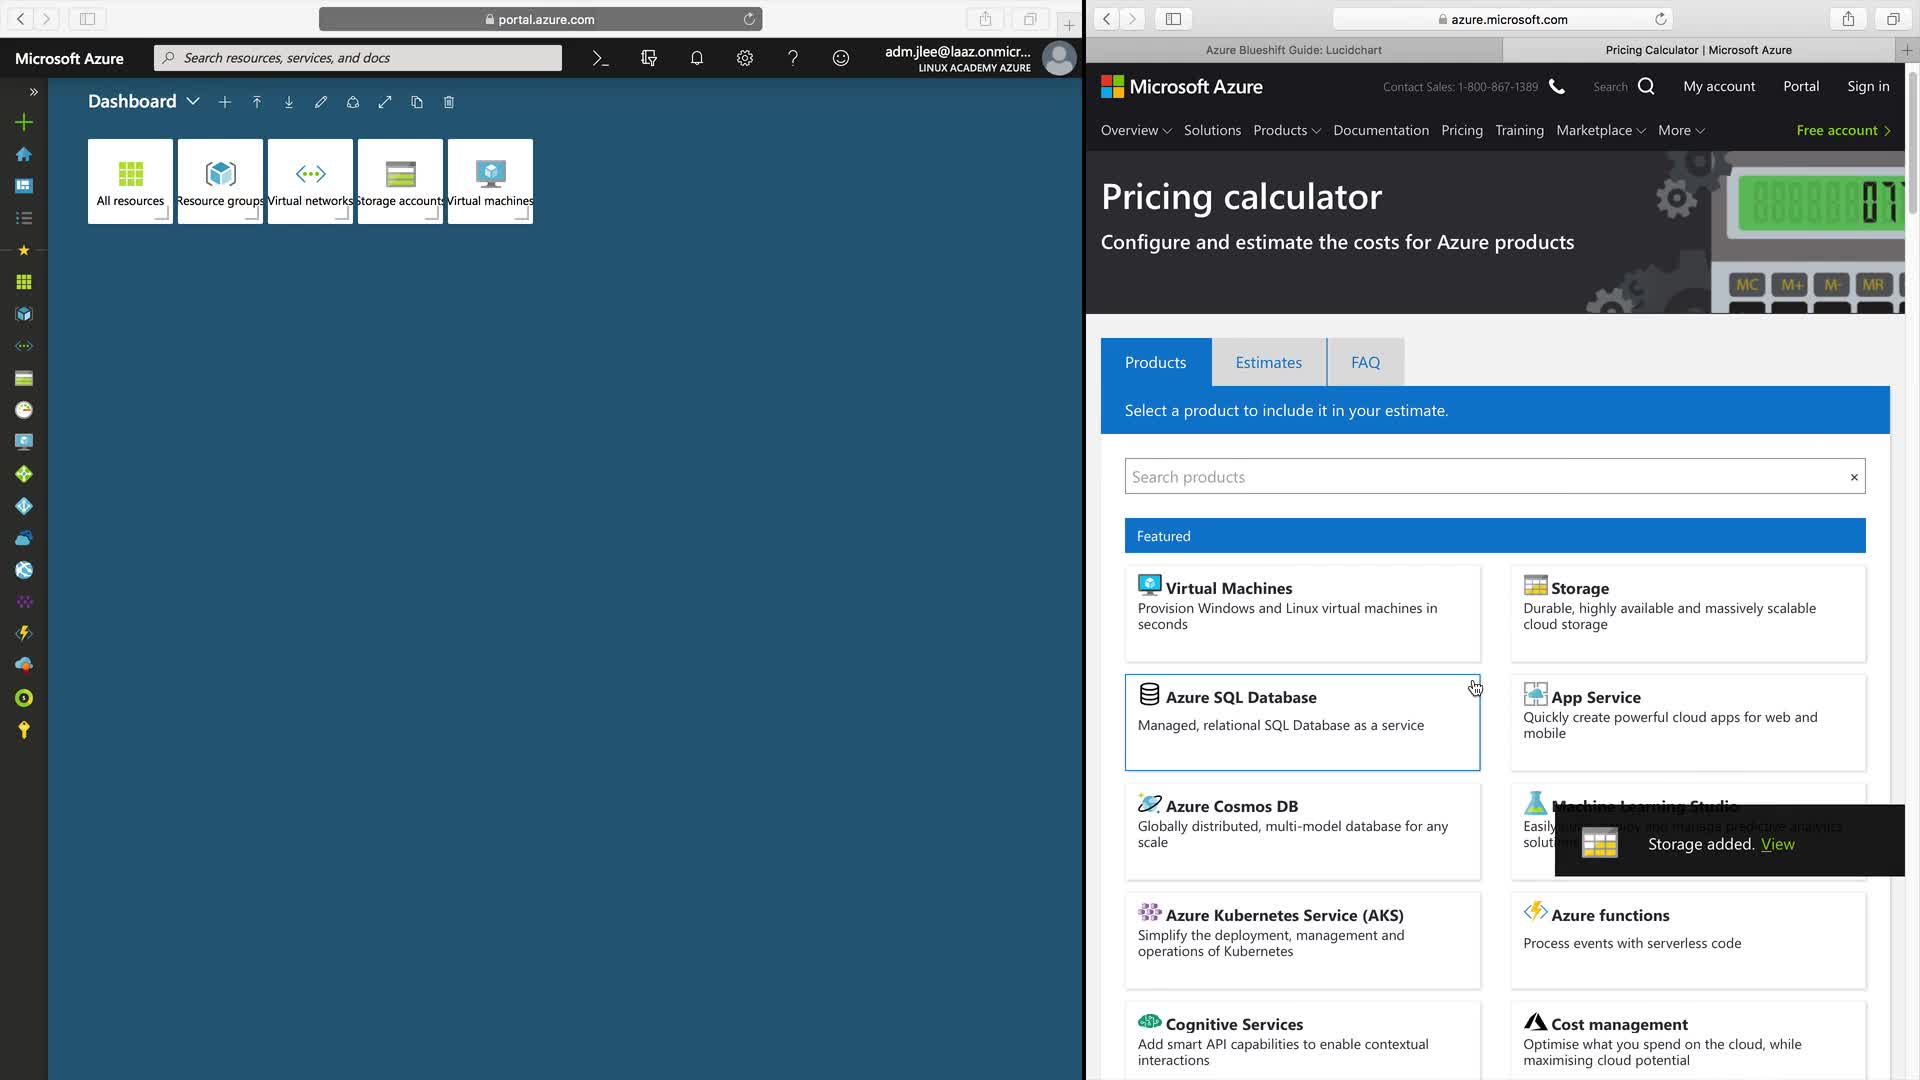 portal.azure.com
Microsoft Azure
Search resources, services, and docs
adm.jlee@laaz.onmicr...
LINUX ACADEMY AZURE
Dashboard
All resources
Resource groups
Virtual networks
Storage accounts
Virtual machines
azure.microsoft.com
Azure Blueshift Guide: Lucidchart
Pricing Calculator | Microsoft Azure
Microsoft Azure
Contact Sales: 1-800-867-1389
Search
My account
Portal
Sign in
Overview
Solutions
Products
Documentation
Pricing
Training
Marketplace
More
Free account
Pricing calculator
Configure and estimate the costs for Azure products
07
MC
M+
M-
MR
Products
Estimates
FAQ
Select a product to include it in your estimate.
Search products
×
Featured
Virtual Machines
Provision Windows and Linux virtual machines in
seconds
Storage
Durable, highly available and massively scalable
cloud storage
Azure SQL Database
Managed, relational SQL Database as a service
App Service
Quickly create powerful cloud apps for web and
mobile
Azure Cosmos DB
Globally distributed, multi-model database for any
scale
Machine Learning Studio
Easily
Storage added. View
Azure Kubernetes Service (AKS)
Simplify the deployment, management and
operations of Kubernetes
Azure functions
Process events with serverless code
Cognitive Services
Add smart API capabilities to enable contextual
interactions
Cost management
Optimise what you spend on the cloud, while
maximising cloud potential